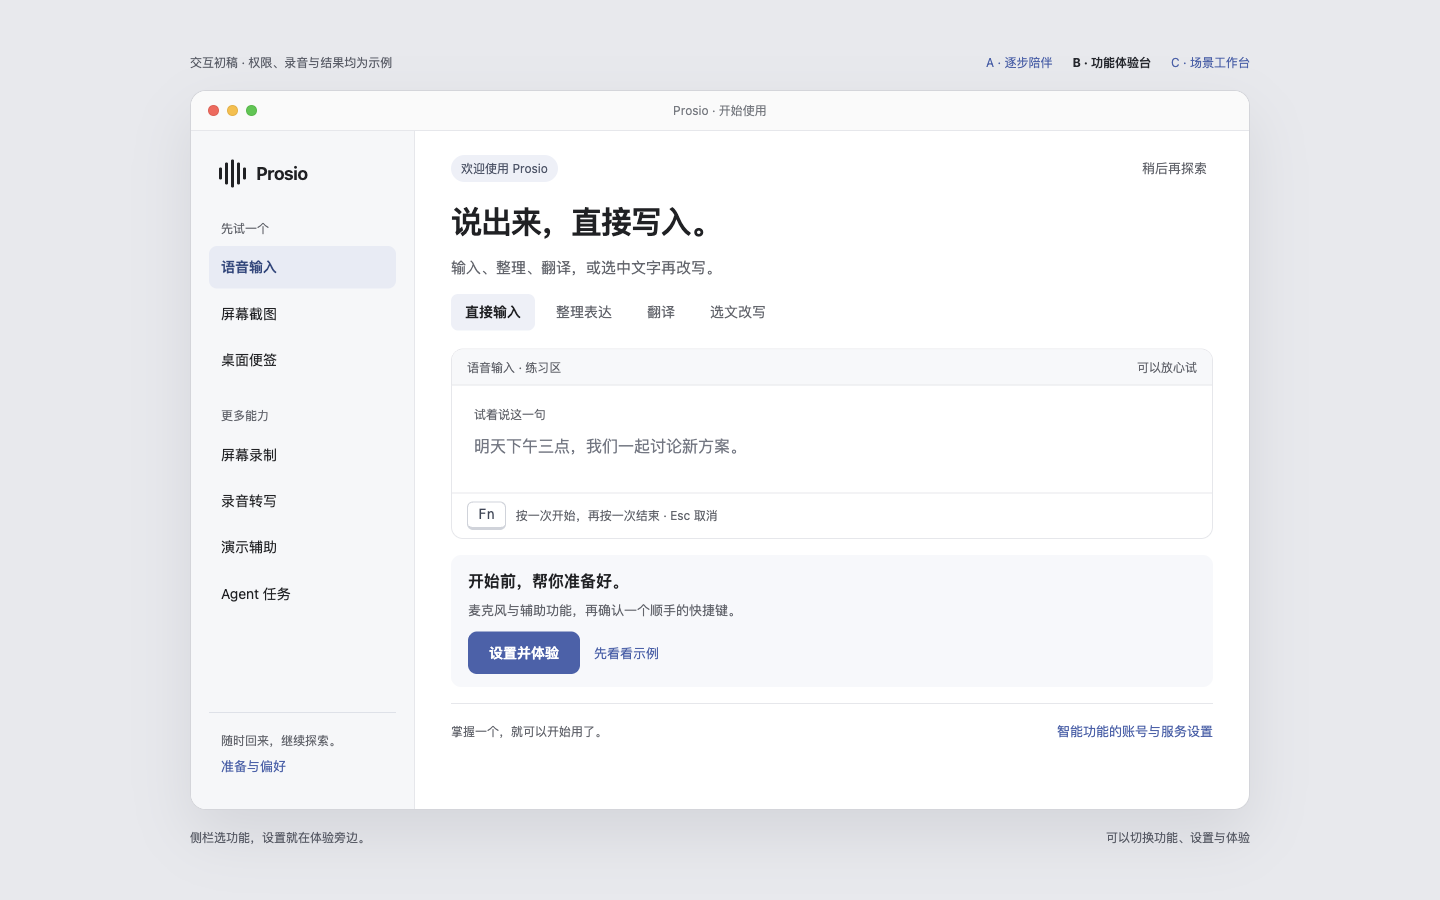 交互初稿 · 权限、录音与结果均为示例
A · 逐步陪伴 B · 功能体验台 C · 场景工作台
Prosio · 开始使用
Prosio
先试一个
语音输入
屏幕截图
桌面便签
更多能力
屏幕录制
录音转写
演示辅助
Agent 任务
随时回来，继续探索。
准备与偏好
欢迎使用 Prosio
稍后再探索
说出来，直接写入。
输入、整理、翻译，或选中文字再改写。
直接输入 整理表达 翻译 选文改写
语音输入 · 练习区 可以放心试
试着说这一句
明天下午三点，我们一起讨论新方案。
Fn 按一次开始，再按一次结束 · Esc 取消
开始前，帮你准备好。
麦克风与辅助功能，再确认一个顺手的快捷键。
设置并体验 先看看示例
掌握一个，就可以开始用了。 智能功能的账号与服务设置
侧栏选功能，设置就在体验旁边。 可以切换功能、设置与体验